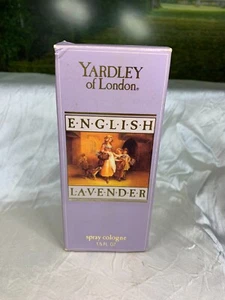 YARDLEY
of London®
ENGLISH
LAVENDER
spray cologne